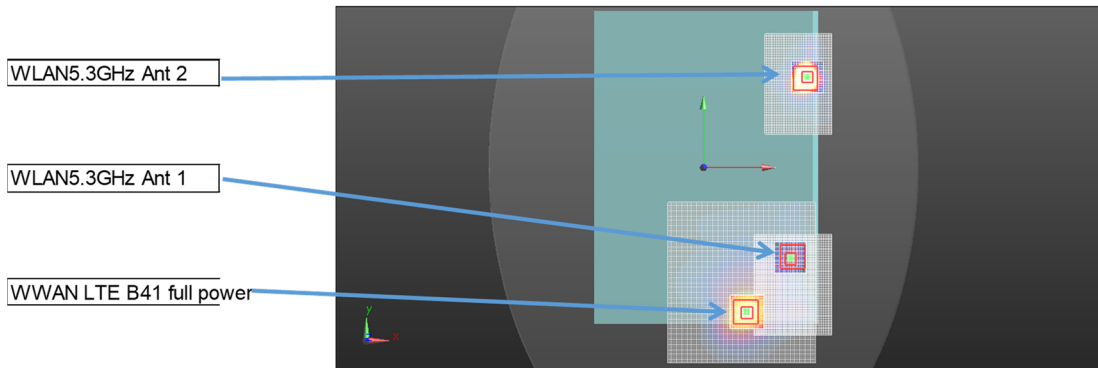 WLAN5.3GHz Ant 2
WLAN5.3GHz Ant 1
WWAN LTE B41 full power
y
x